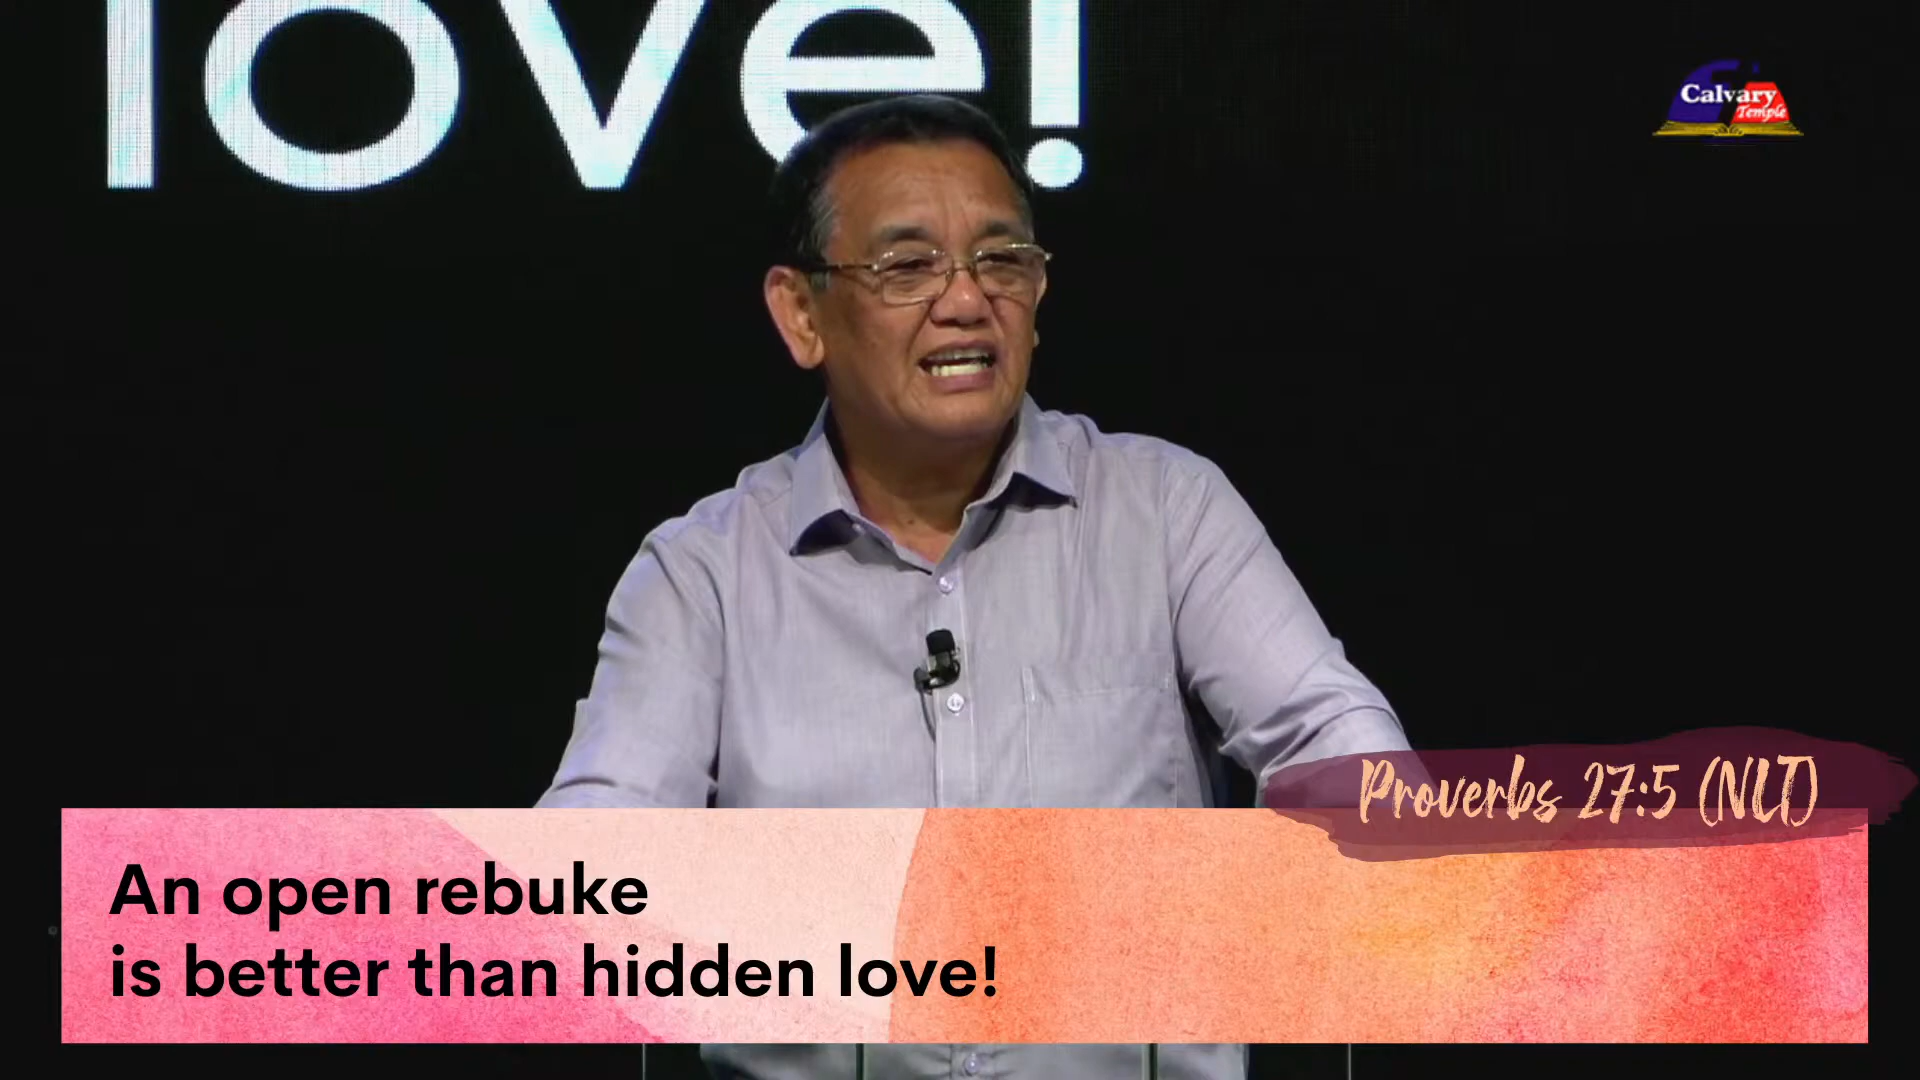 love!
Calvary
Temple
Proverbs 27:5 (NLT)
An open rebuke
is better than hidden love!